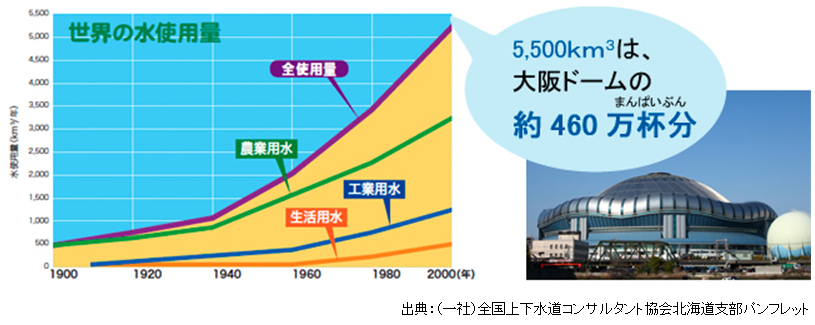 世界の水使用量
水使用量(km³/年)
5,500
5,000
4,500
4,000
3,500
3,000
2,500
2,000
1,500
1,000
500
0
全使用量
農業用水
工業用水
生活用水
1900
1920
1940
1960
1980
2000(年)
5,500km³は、
大阪ドームの
まんぱいぶん
約460万杯分
出典:(一社)全国上下水道コンサルタント協会北海道支部パンフレット